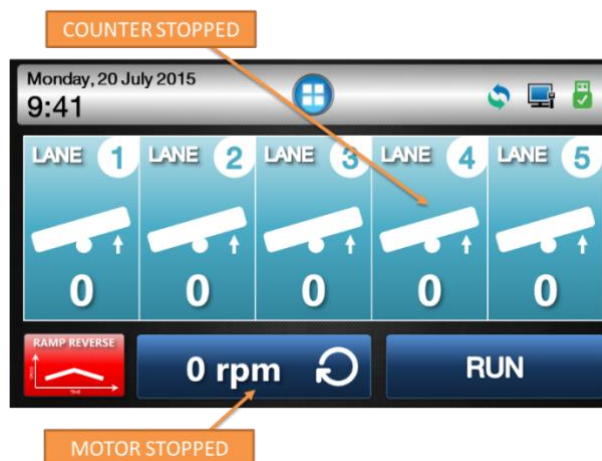 COUNTER STOPPED
Monday, 20 July 2015
9:41
LANE 1 LANE 2 LANE 3 LANE 4 LANE 5
0 0 0 0 0
RAMP REVERSE
0 rpm RUN
MOTOR STOPPED